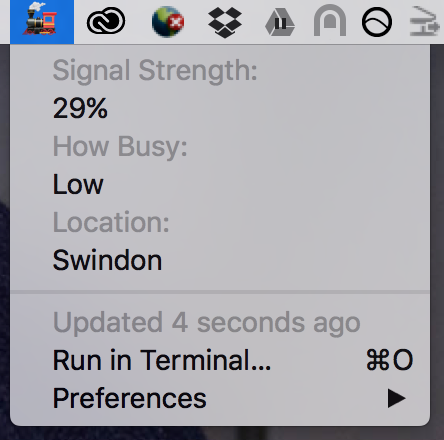 Signal Strength:
29%
How Busy:
Low
Location:
Swindon
Updated 4 seconds ago
Run in Terminal... ⌘O
Preferences ▶